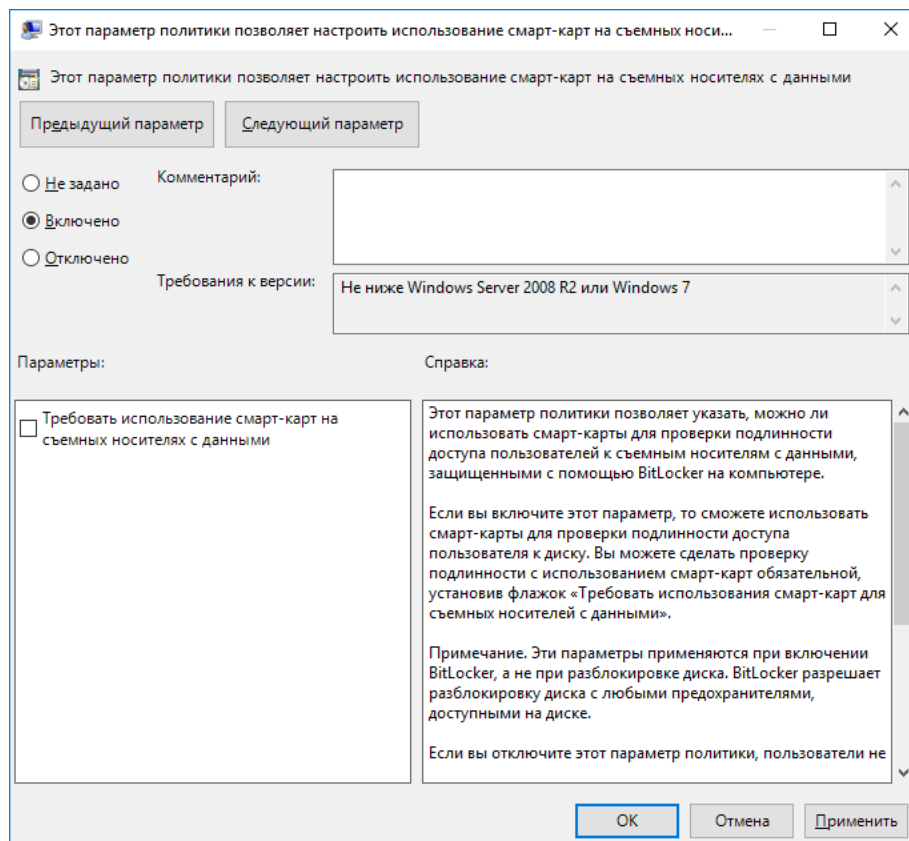 Этот параметр политики позволяет настроить использование смарт-карт на съемных носи...
Этот параметр политики позволяет настроить использование смарт-карт на съемных носителях с данными
Предыдущий параметр
Следующий параметр
Не задано
Комментарий:
Включено
Отключено
Требования к версии:
Не ниже Windows Server 2008 R2 или Windows 7
Параметры:
Справка:
Требовать использование смарт-карт на
съемных носителях с данными
Этот параметр политики позволяет указать, можно ли
использовать смарт-карты для проверки подлинности
доступа пользователей к съемным носителям с данными,
защищенными с помощью BitLocker на компьютере.
Если вы включите этот параметр, то сможете использовать
смарт-карты для проверки подлинности доступа
пользователя к диску. Вы можете сделать проверку
подлинности с использованием смарт-карт обязательной,
установив флажок «Требовать использования смарт-карт для
съемных носителей с данными».
Примечание. Эти параметры применяются при включении
BitLocker, а не при разблокировке диска. BitLocker разрешает
разблокировку диска с любыми предохранителями,
доступными на диске.
Если вы отключите этот параметр политики, пользователи не
ОК
Отмена
Применить